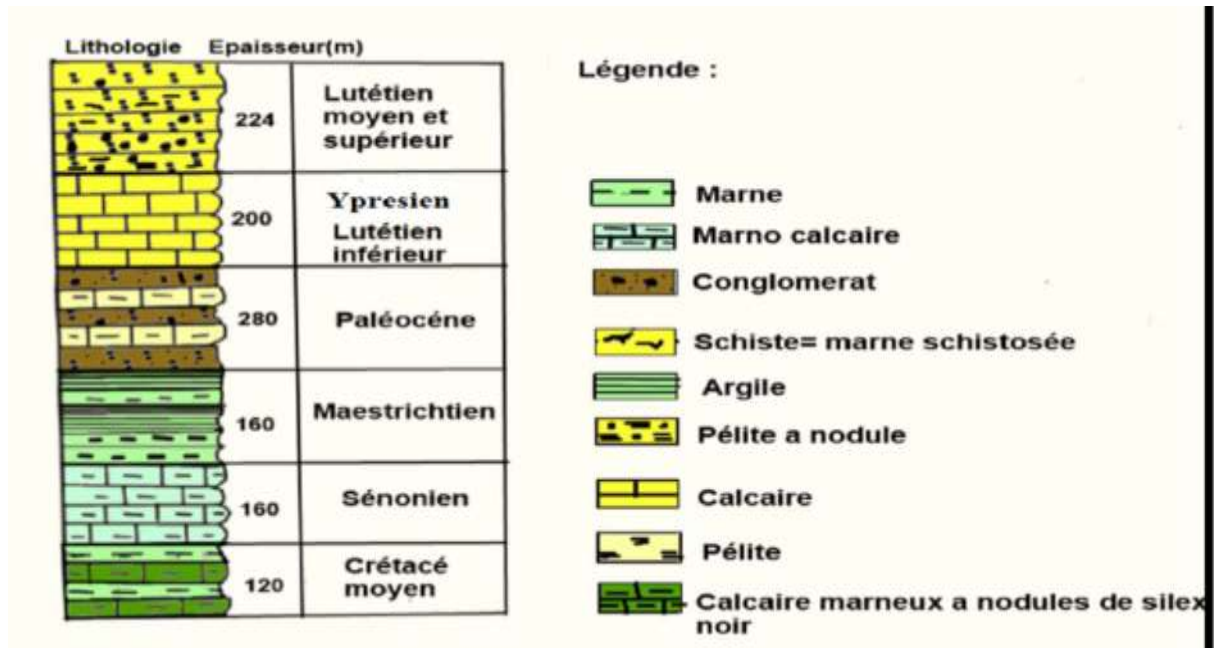 Lithologie Epaisseur(m)
224
Lutétien
moyen et
supérieur
200
Ypresien
Lutétien
inférieur
280
Paléocéne
160
Maestrichtien
160
Sénonien
120
Crétacé
moyen
Légende :
Marne
Marno calcaire
Conglomerat
Schiste= marne schistosée
Argile
Pélite a nodule
Calcaire
Pélite
Calcaire marneux a nodules de silex
noir